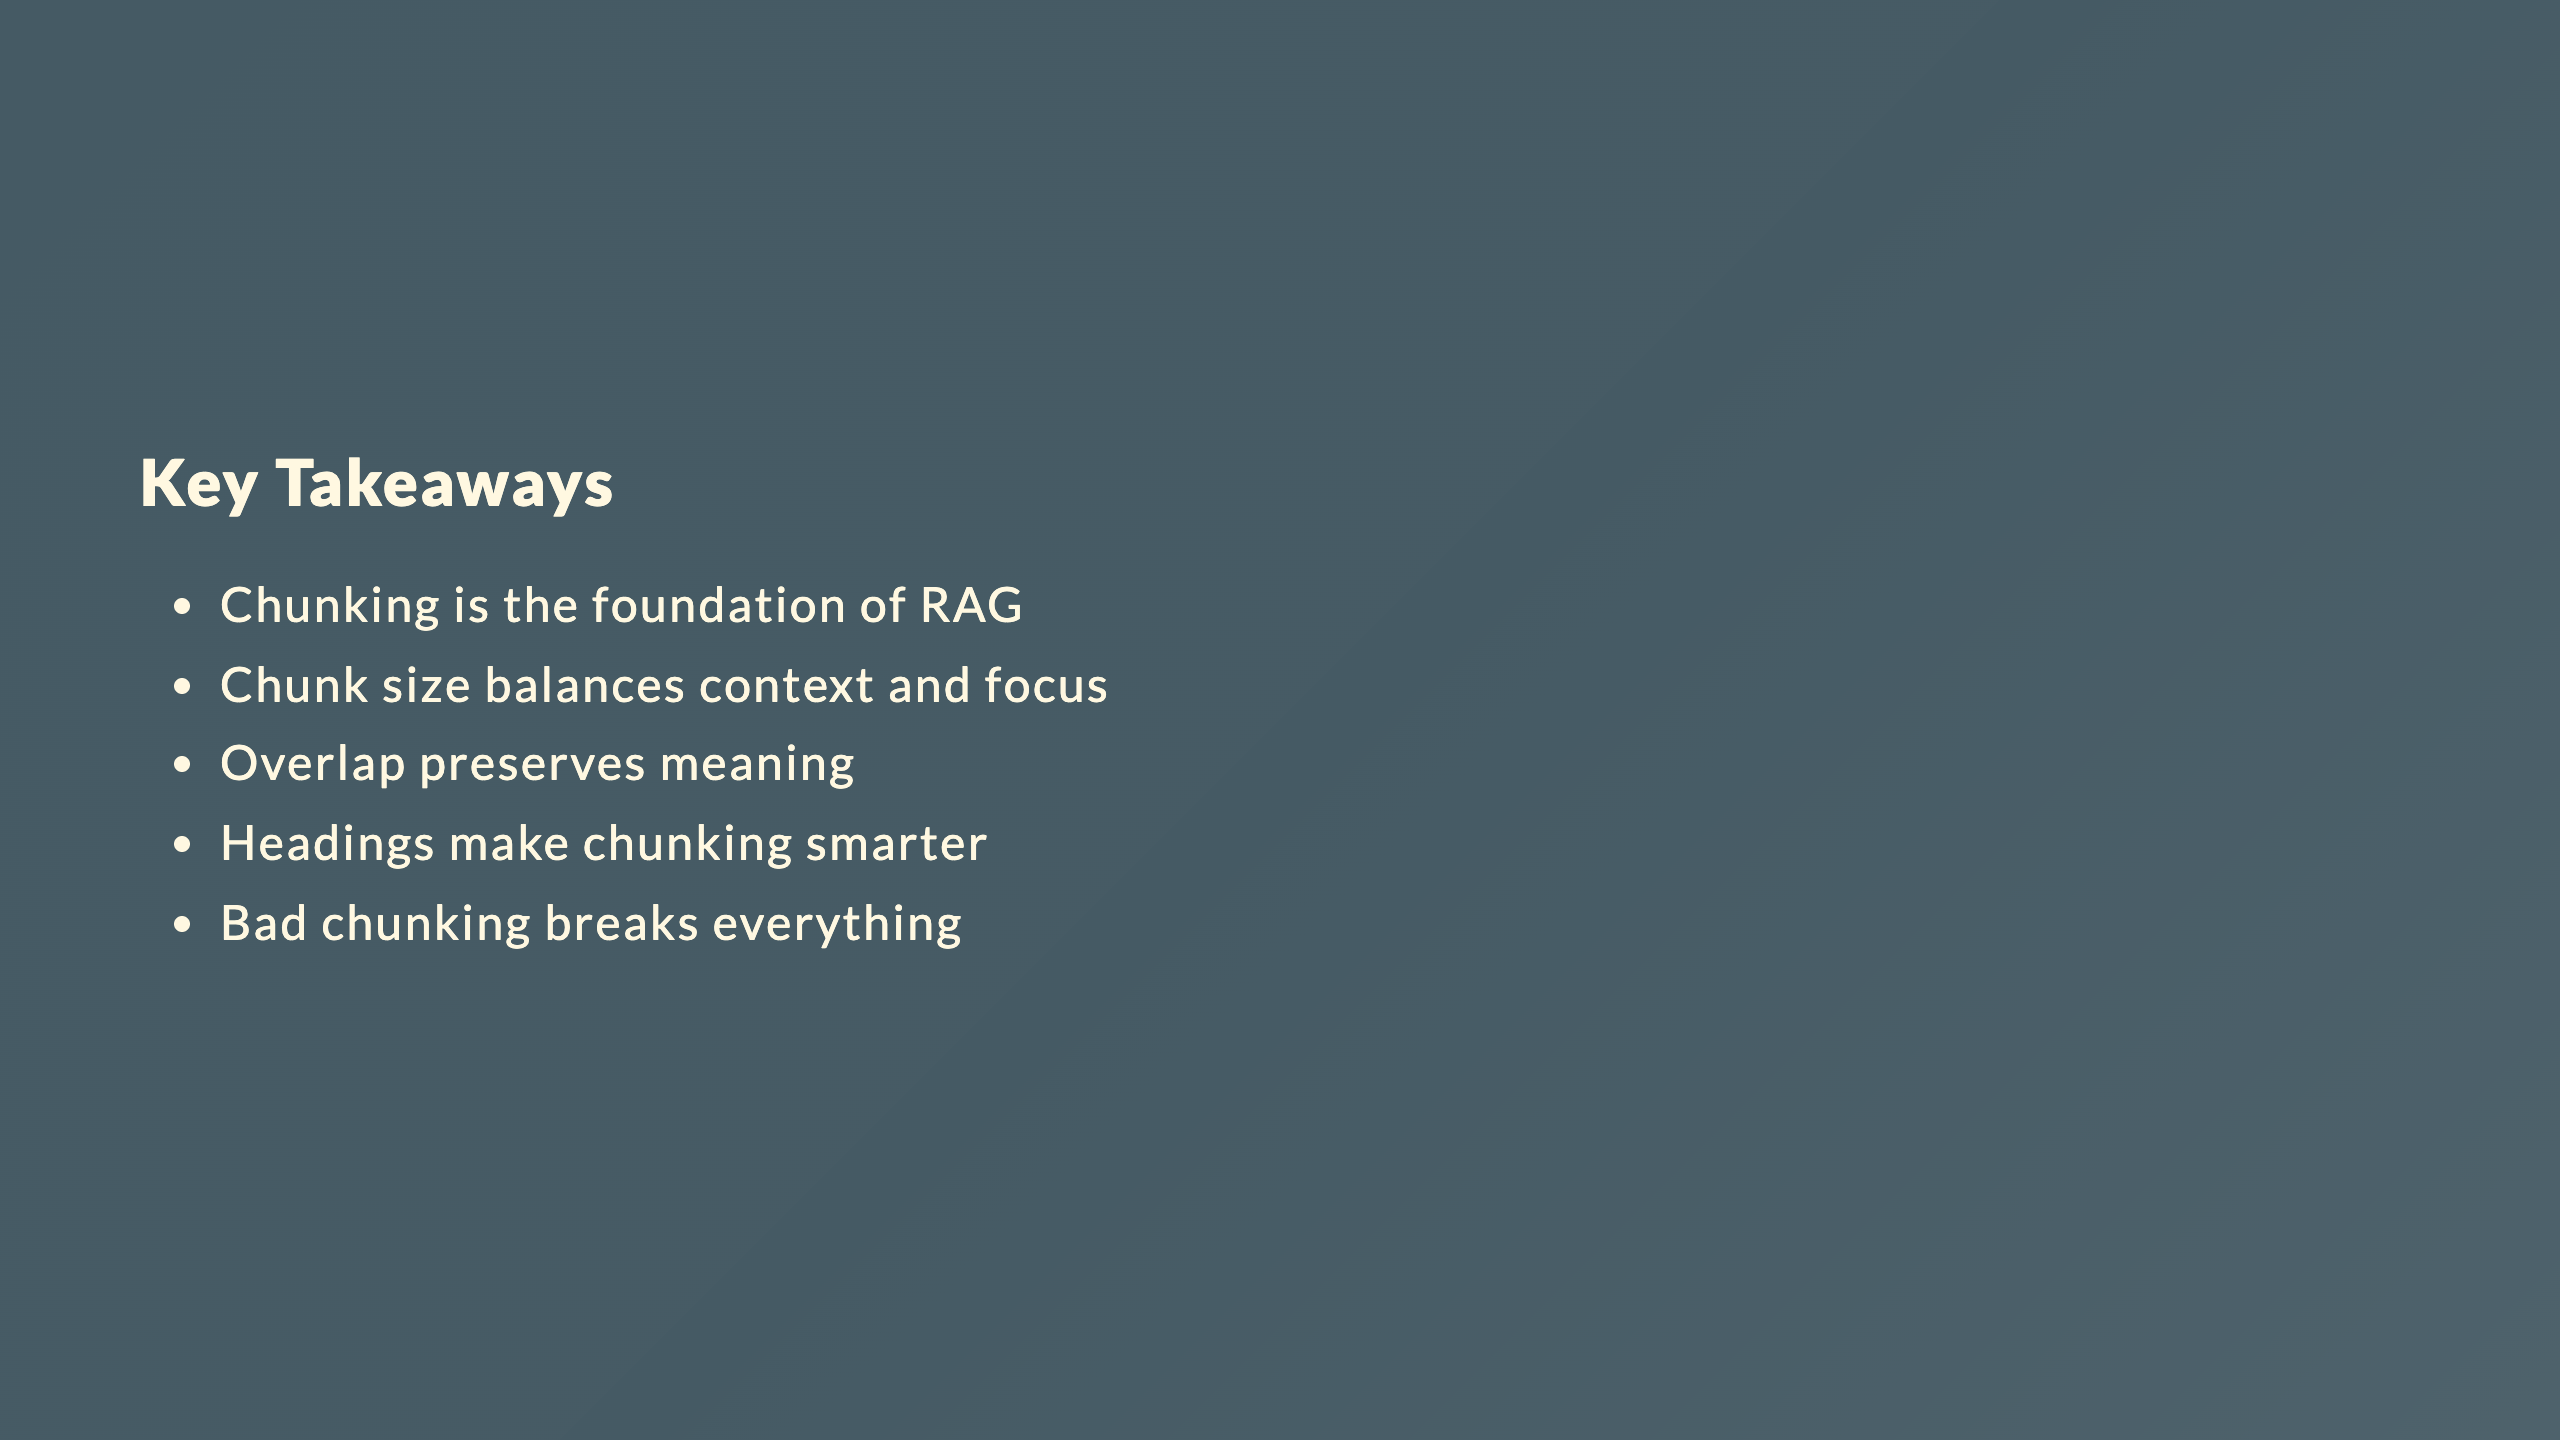 Key Takeaways
• Chunking is the foundation of RAG
• Chunk size balances context and focus
• Overlap preserves meaning
• Headings make chunking smarter
• Bad chunking breaks everything